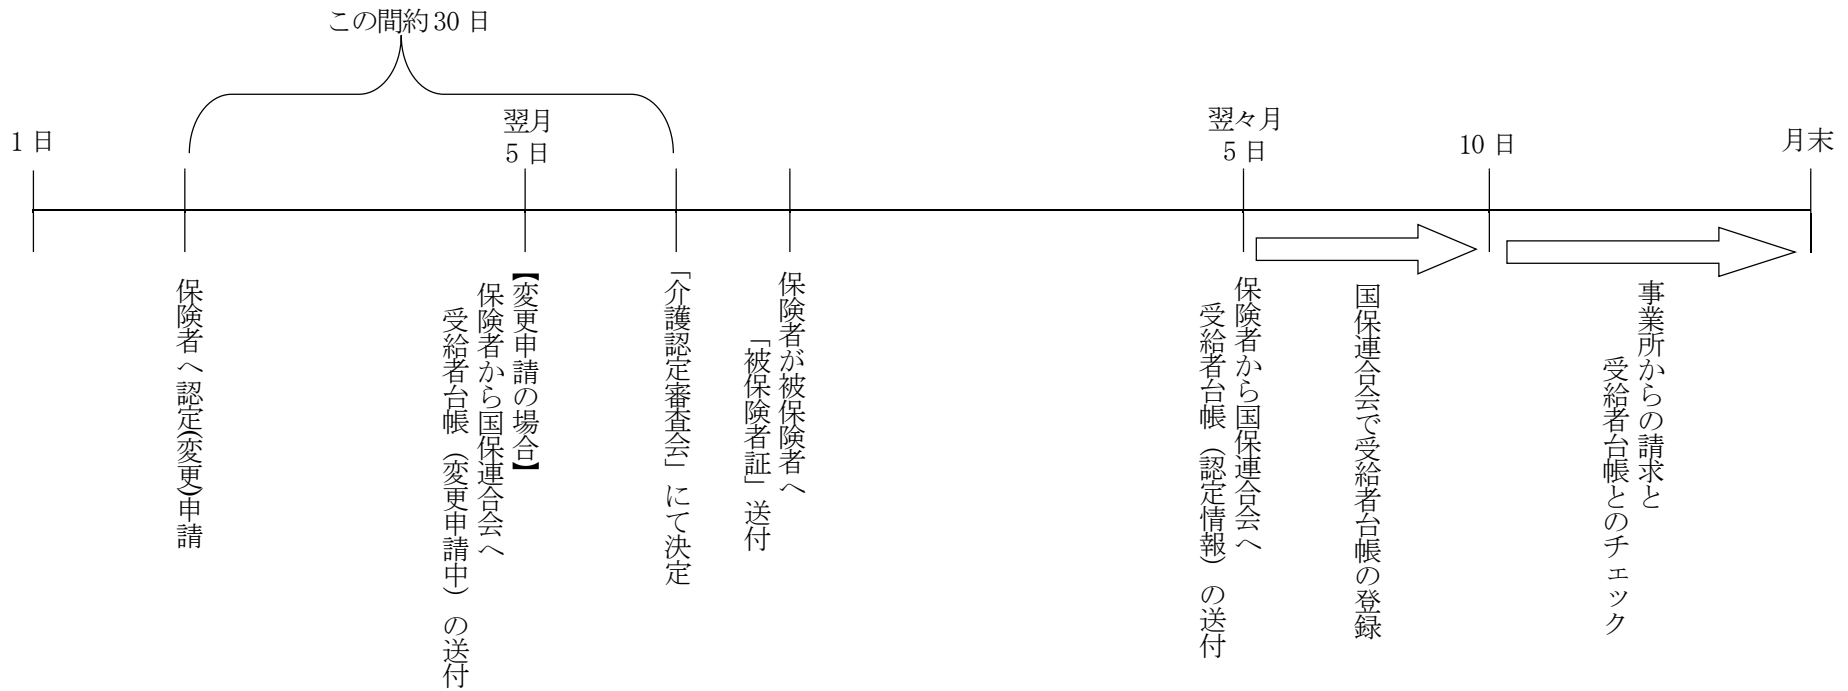 この間約30日
1日
翌月
5日
翌々月
5日
10日
月末
保険者へ認定(変更)申請
【変更申請の場合】
保険者から国保連合会へ
受給者台帳（変更申請中）の送付
「介護認定審査会」にて決定
保険者が被保険者へ
「被保険者証」送付
保険者から国保連合会へ
受給者台帳（認定情報）の送付
国保連合会で受給者台帳の登録
事業所からの請求と
受給者台帳とのチェック